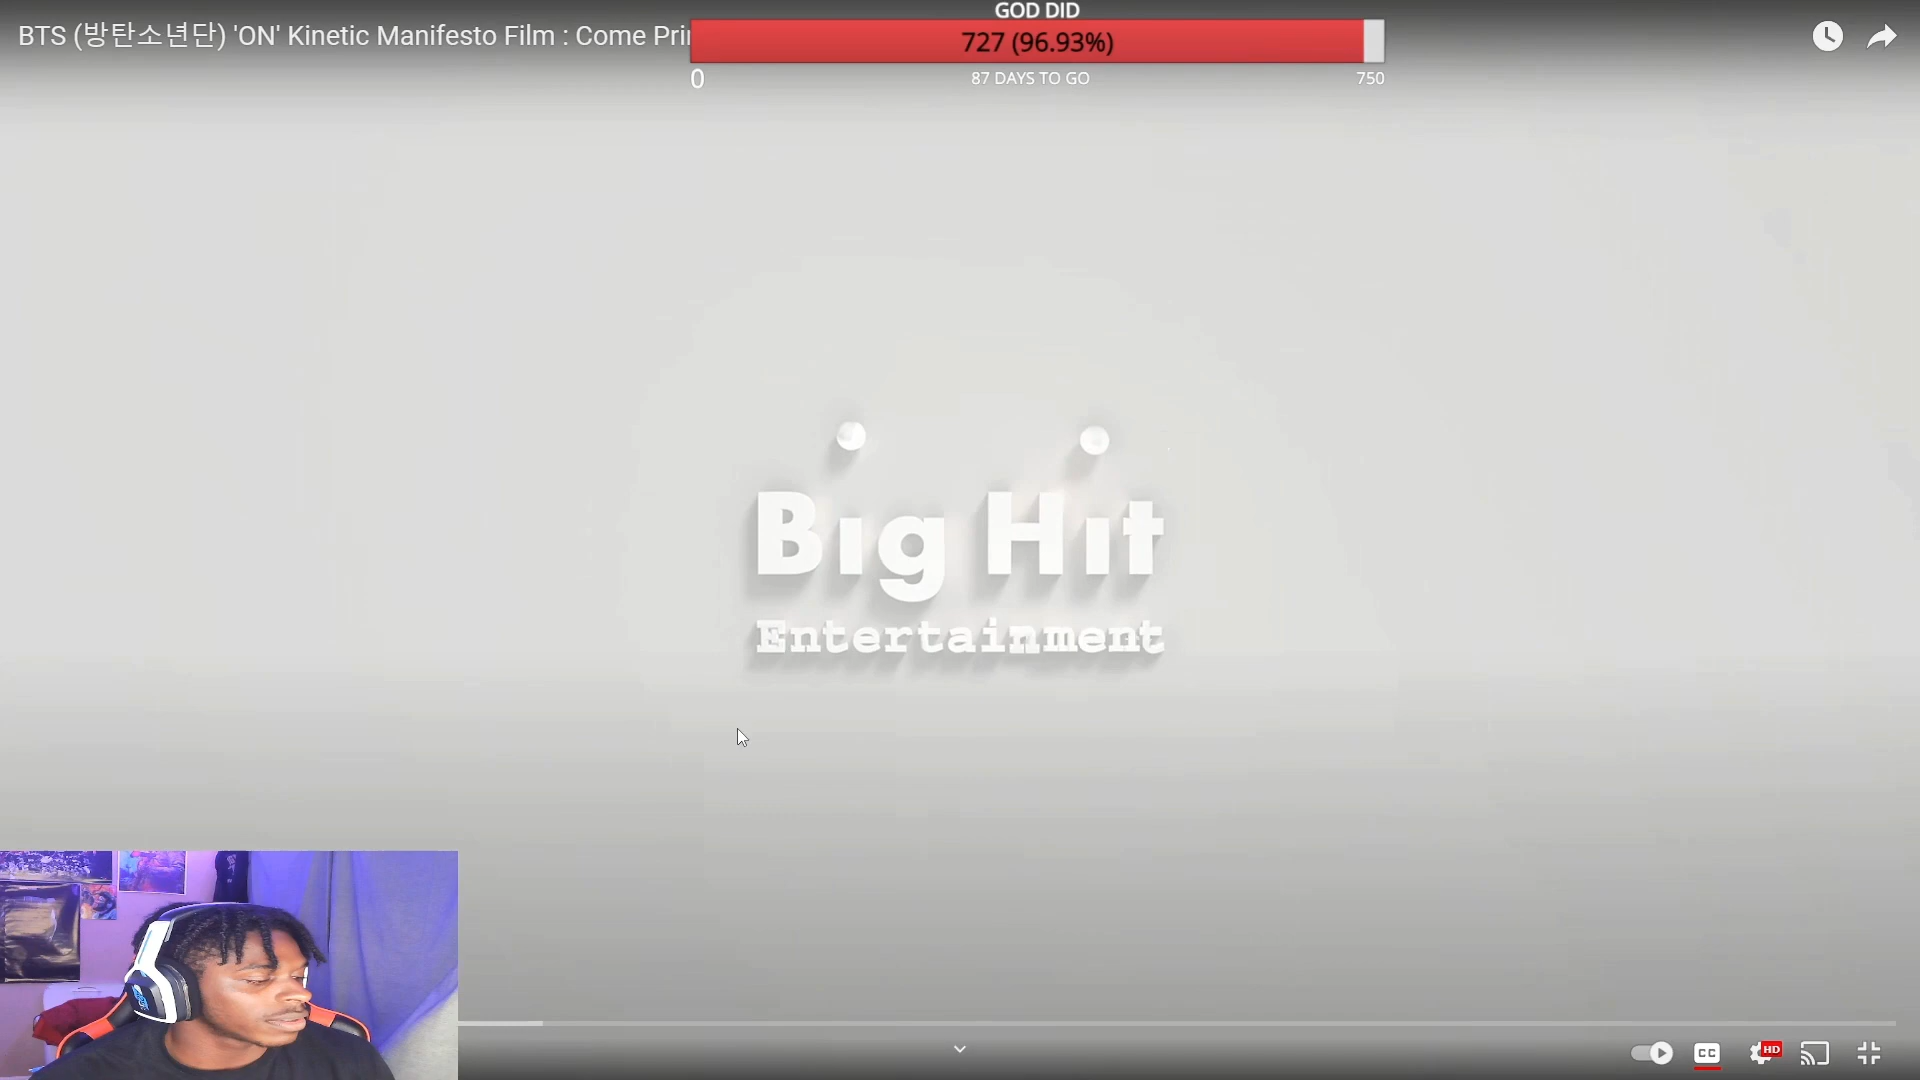 GOD DID
BTS (방탄소년단) 'ON' Kinetic Manifesto Film : Come Pri
727 (96.93%)
0
87 DAYS TO GO
750
Big Hit
Entertainment
CC
HD